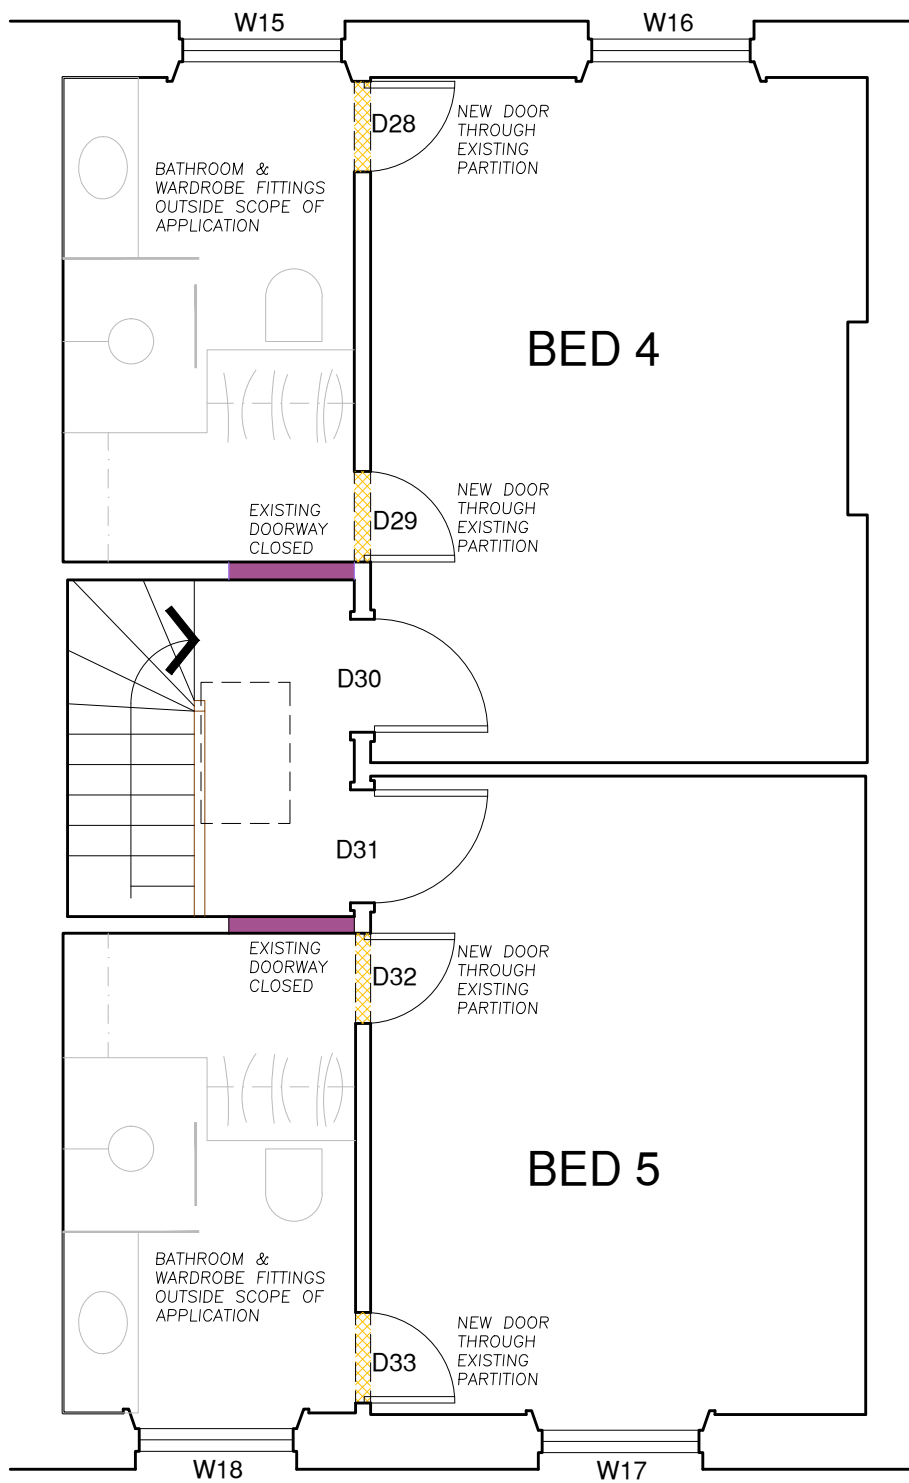 W15
W16
D28
NEW DOOR
THROUGH
EXISTING
PARTITION
BATHROOM &
WARDROBE FITTINGS
OUTSIDE SCOPE OF
APPLICATION
BED 4
EXISTING
DOORWAY
CLOSED
D29
NEW DOOR
THROUGH
EXISTING
PARTITION
D30
D31
EXISTING
DOORWAY
CLOSED
D32
NEW DOOR
THROUGH
EXISTING
PARTITION
BED 5
BATHROOM &
WARDROBE FITTINGS
OUTSIDE SCOPE OF
APPLICATION
D33
NEW DOOR
THROUGH
EXISTING
PARTITION
W18
W17